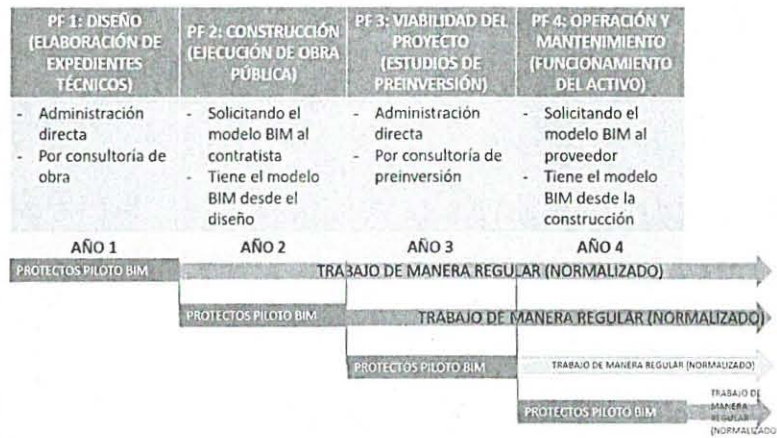 PF 1: DISEÑO
(ELABORACIÓN DE
EXPEDIENTES
TÉCNICOS)
PF 2: CONSTRUCCIÓN
(EJECUCIÓN DE OBRA
PÚBLICA)
PF 3: VIABILIDAD DEL
PROYECTO
(ESTUDIOS DE
PREINVERSIÓN)
PF 4: OPERACIÓN Y
MANTENIMIENTO
(FUNCIONAMIENTO
DEL ACTIVO)
- Administración
directa
- Por consultoría de
obra
- Solicitando el
modelo BIM al
contratista
- Tiene el modelo
BIM desde el
diseño
- Administración
directa
- Por consultoría de
preinversión
- Solicitando el
modelo BIM al
proveedor
- Tiene el modelo
BIM desde la
construcción
AÑO 1
AÑO 2
AÑO 3
AÑO 4
PROTECTOS PILOTO BIM
TRABAJO DE MANERA REGULAR (NORMALIZADO)
PROTECTOS PILOTO BIM
TRABAJO DE MANERA REGULAR (NORMALIZADO)
PROTECTOS PILOTO BIM
TRABAJO DE MANERA REGULAR (NORMALIZADO)
PROTECTOS PILOTO BIM
TRABAJO DE
MANERA
REGULAR
(NORMALIZADO